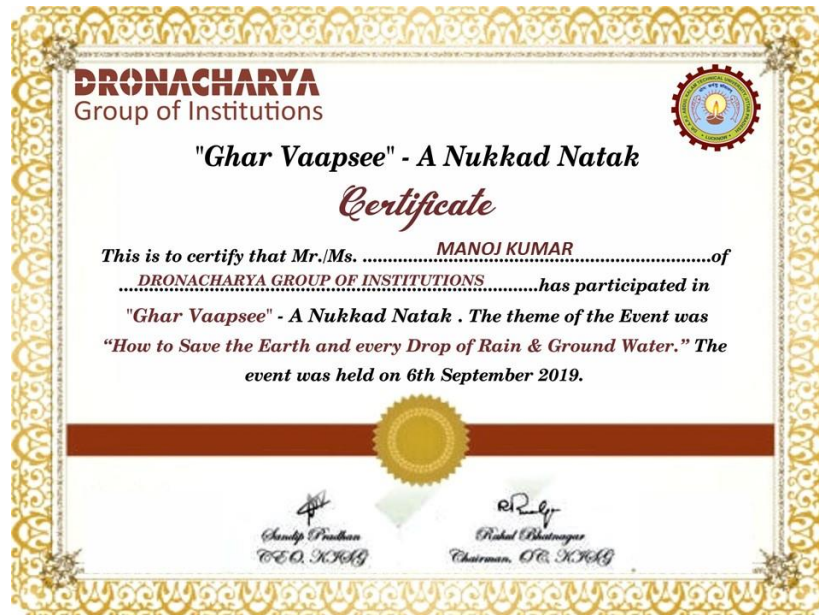 DRONACHARYA
Group of Institutions
"Ghar Vaapsee" - A Nukkad Natak
Certificate
This is to certify that Mr./Ms. ........................MANOJ KUMAR........................of
DRONACHARYA GROUP OF INSTITUTIONS............has participated in
"Ghar Vaapsee" - A Nukkad Natak . The theme of the Event was
“How to Save the Earth and every Drop of Rain & Ground Water.” The
event was held on 6th September 2019.
Sandip Pradhan
CEO, KISG
Rahul Bhatnagar
Chairman, OC, KISG